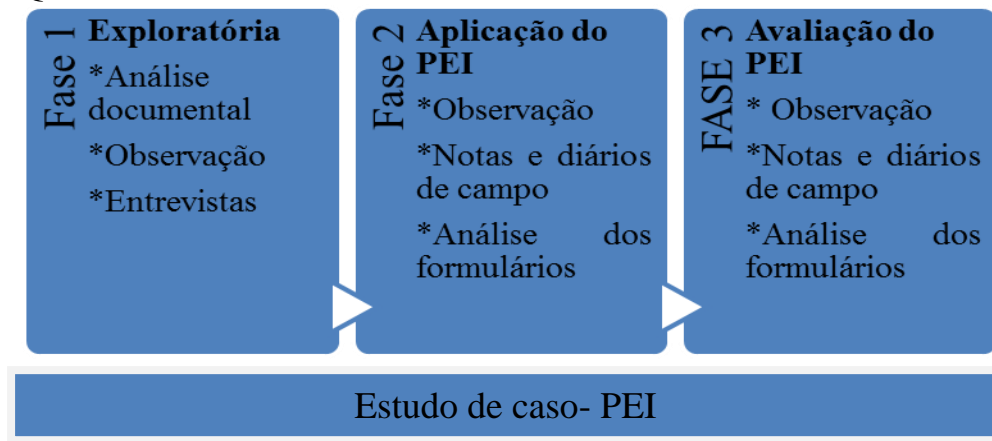 Fase 1
Exploratória
*Análise
documental
*Observação
*Entrevistas
Fase 2
Aplicação do
PEI
*Observação
*Notas e diários
de campo
*Análise dos
formulários
FASE 3
Avaliação do
PEI
* Observação
*Notas e diários
de campo
*Análise dos
formulários
Estudo de caso- PEI